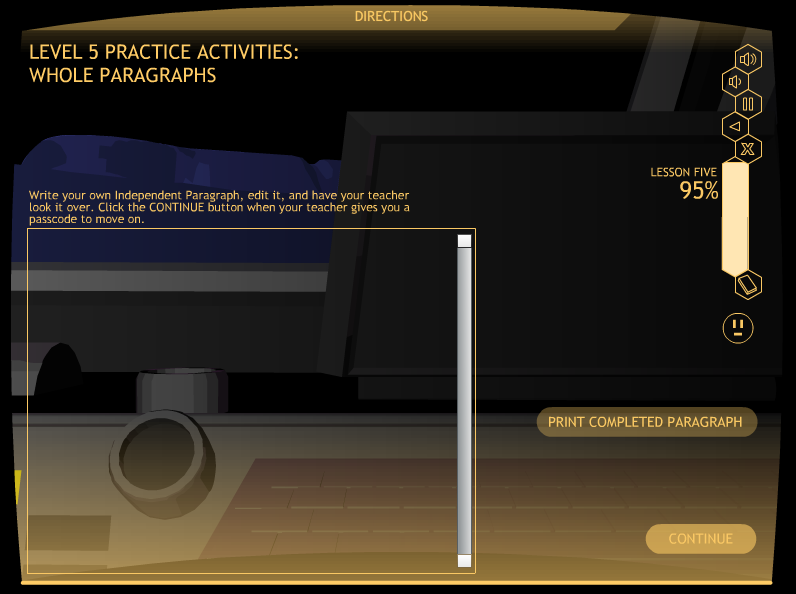 DIRECTIONS
LEVEL 5 PRACTICE ACTIVITIES:
WHOLE PARAGRAPHS
LESSON FIVE
95%
Write your own Independent Paragraph, edit it, and have your teacher
look it over. Click the CONTINUE button when your teacher gives you a
passcode to move on.
PRINT COMPLETED PARAGRAPH
CONTINUE